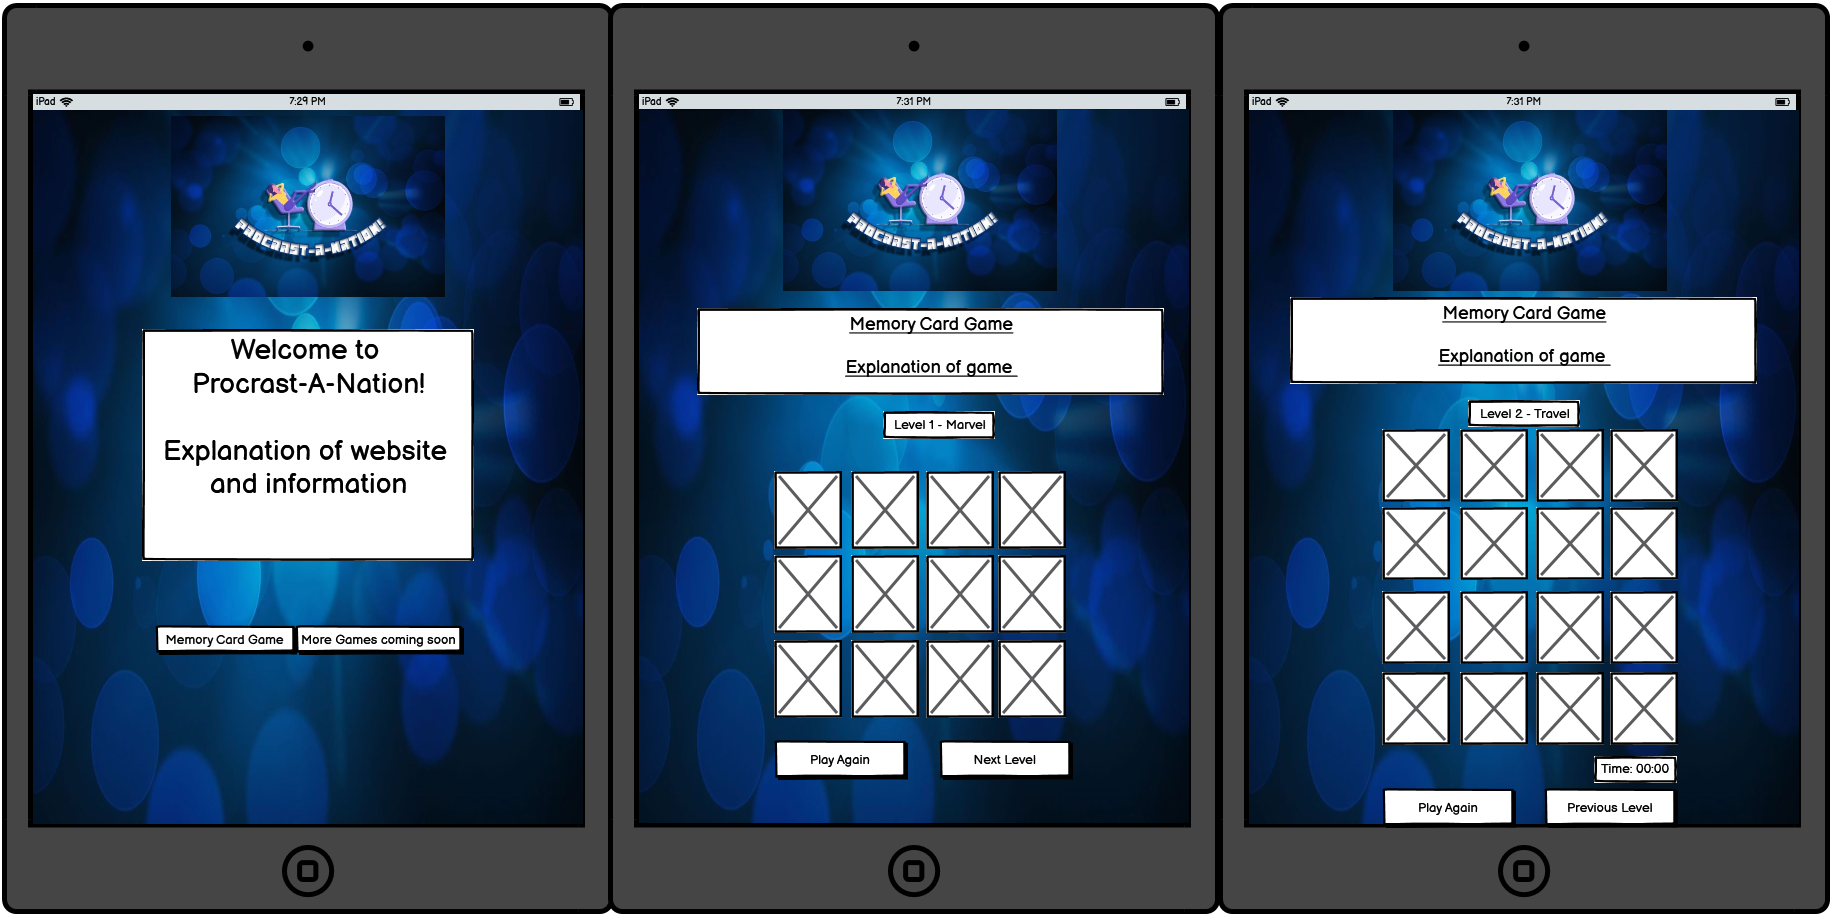 iPad
7:29 PM
PROCRAST-A-NATION!
Welcome to
Procrast-A-Nation!
Explanation of website
and information
Memory Card Game
More Games coming soon
iPad
7:31 PM
PROCRAST-A-NATION!
Memory Card Game
Explanation of game
Level 1 - Marvel
Play Again
Next Level
iPad
7:31 PM
PROCRAST-A-NATION!
Memory Card Game
Explanation of game
Level 2 - Travel
Time: 00:00
Play Again
Previous Level